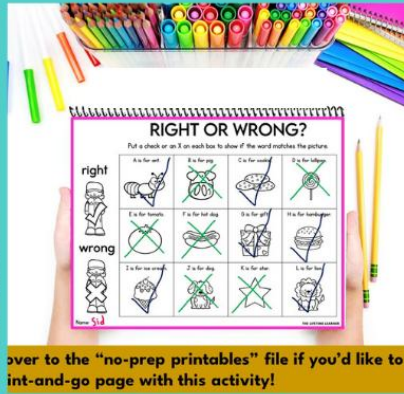 RIGHT OR WRONG?
Put a check or an X on each box to show if the word matches the picture.
right
A is for ant.
B is for pig.
C is for cookie.
D is for lollipop.
E is for tomato.
F is for hot dog.
G is for gift.
H is for hamburger.
wrong
I is for ice cream.
J is for dog.
K is for star.
L is for lion.
Name: Sid
THE LIFETIME LEARNER
over to the “no-prep printables” file if you’d like to
int-and-go page with this activity!